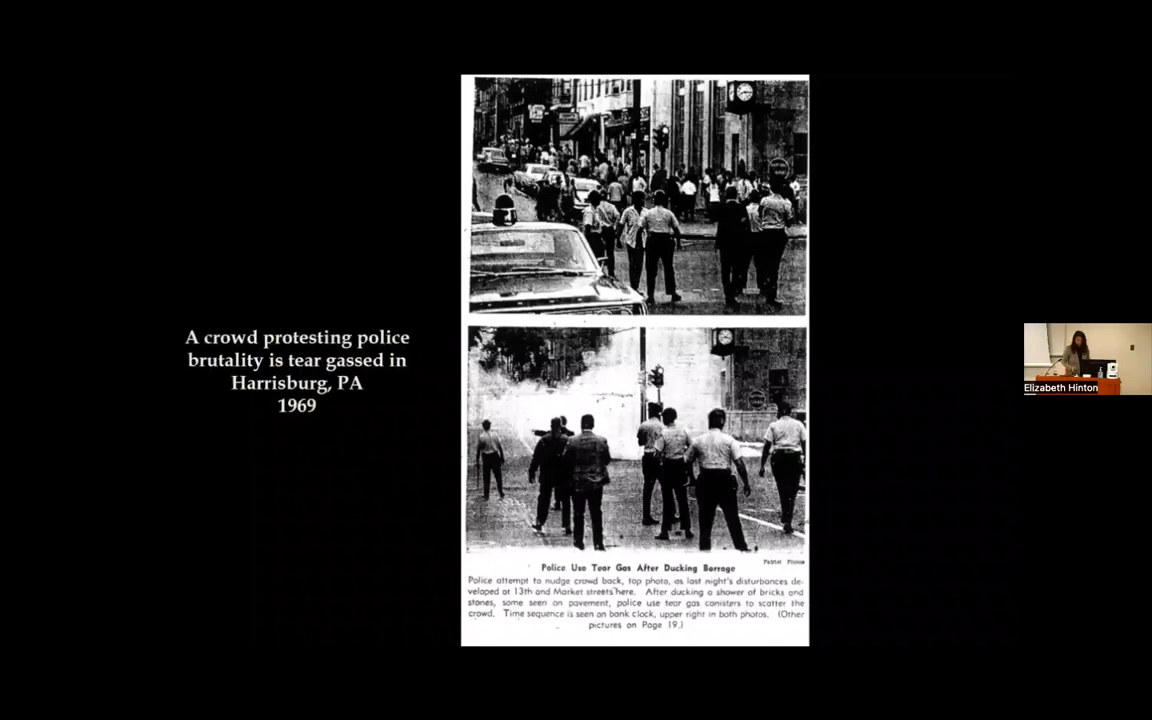 A crowd protesting police
brutality is tear gassed in
Harrisburg, PA
1969
Patriot Photos
Police Use Tear Gas After Ducking Barrage
Police attempt to nudge crowd back, top photo, as last night's disturbances de-
veloped at 13th and Market streets here. After ducking a shower of bricks and
stones, some seen on pavement, police use tear gas canisters to scatter the
crowd. Time sequence is seen on bank clock, upper right in both photos. (Other
pictures on Page 19.)
Elizabeth Hinton